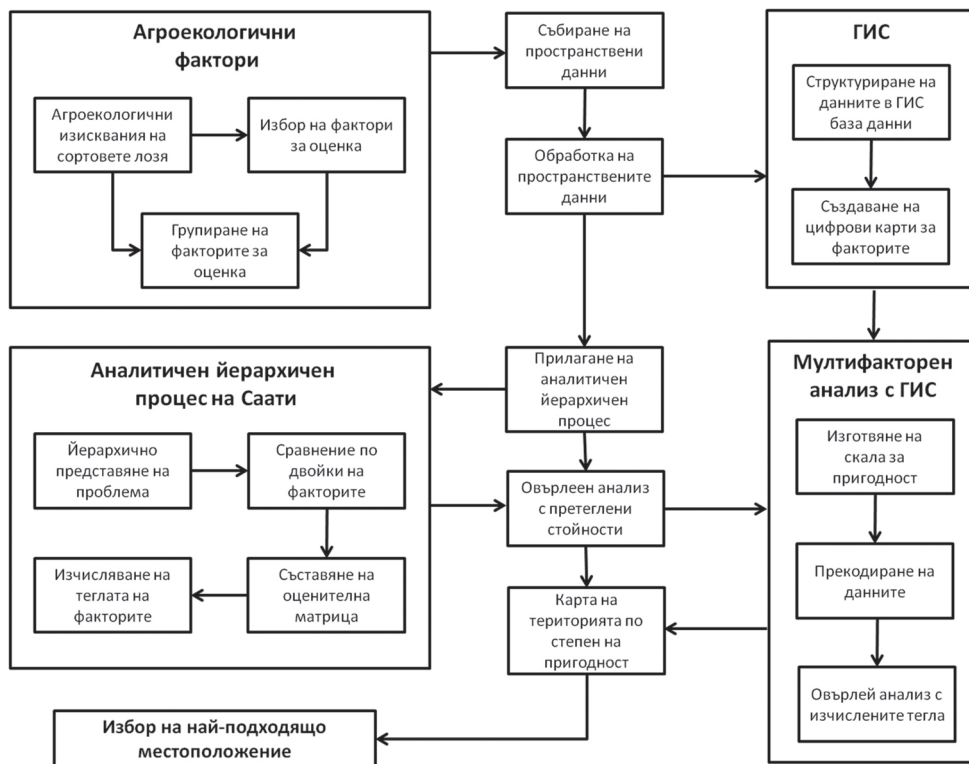 Агроекологични
фактори
Агроекологични
изисквания на
сортовете лозя
Избор на фактори
за оценка
Групиране на
факторите за
оценка
Събиране на
пространствени
данни
Обработка на
пространствените
данни
ГИС
Структуриране на
данните в ГИС
база данни
Създаване на
цифрови карти за
факторите
Аналитичен йерархичен
процес на Саати
Йерархично
представяне на
проблема
Сравнение по
двойки на
факторите
Изчисляване на
теглата на
факторите
Съставяне на
оценителна
матрица
Прилагане на
аналитичен
йерархичен
процес
Овърлеен анализ
с претеглени
стойности
Карта на
територията по
степен на
пригодност
Мултифакторен
анализ с ГИС
Изготвяне на
скала за
пригодност
Прекодиране на
данните
Овърлей анализ с
изчислените тегла
Избор на най-подходящо
местоположение